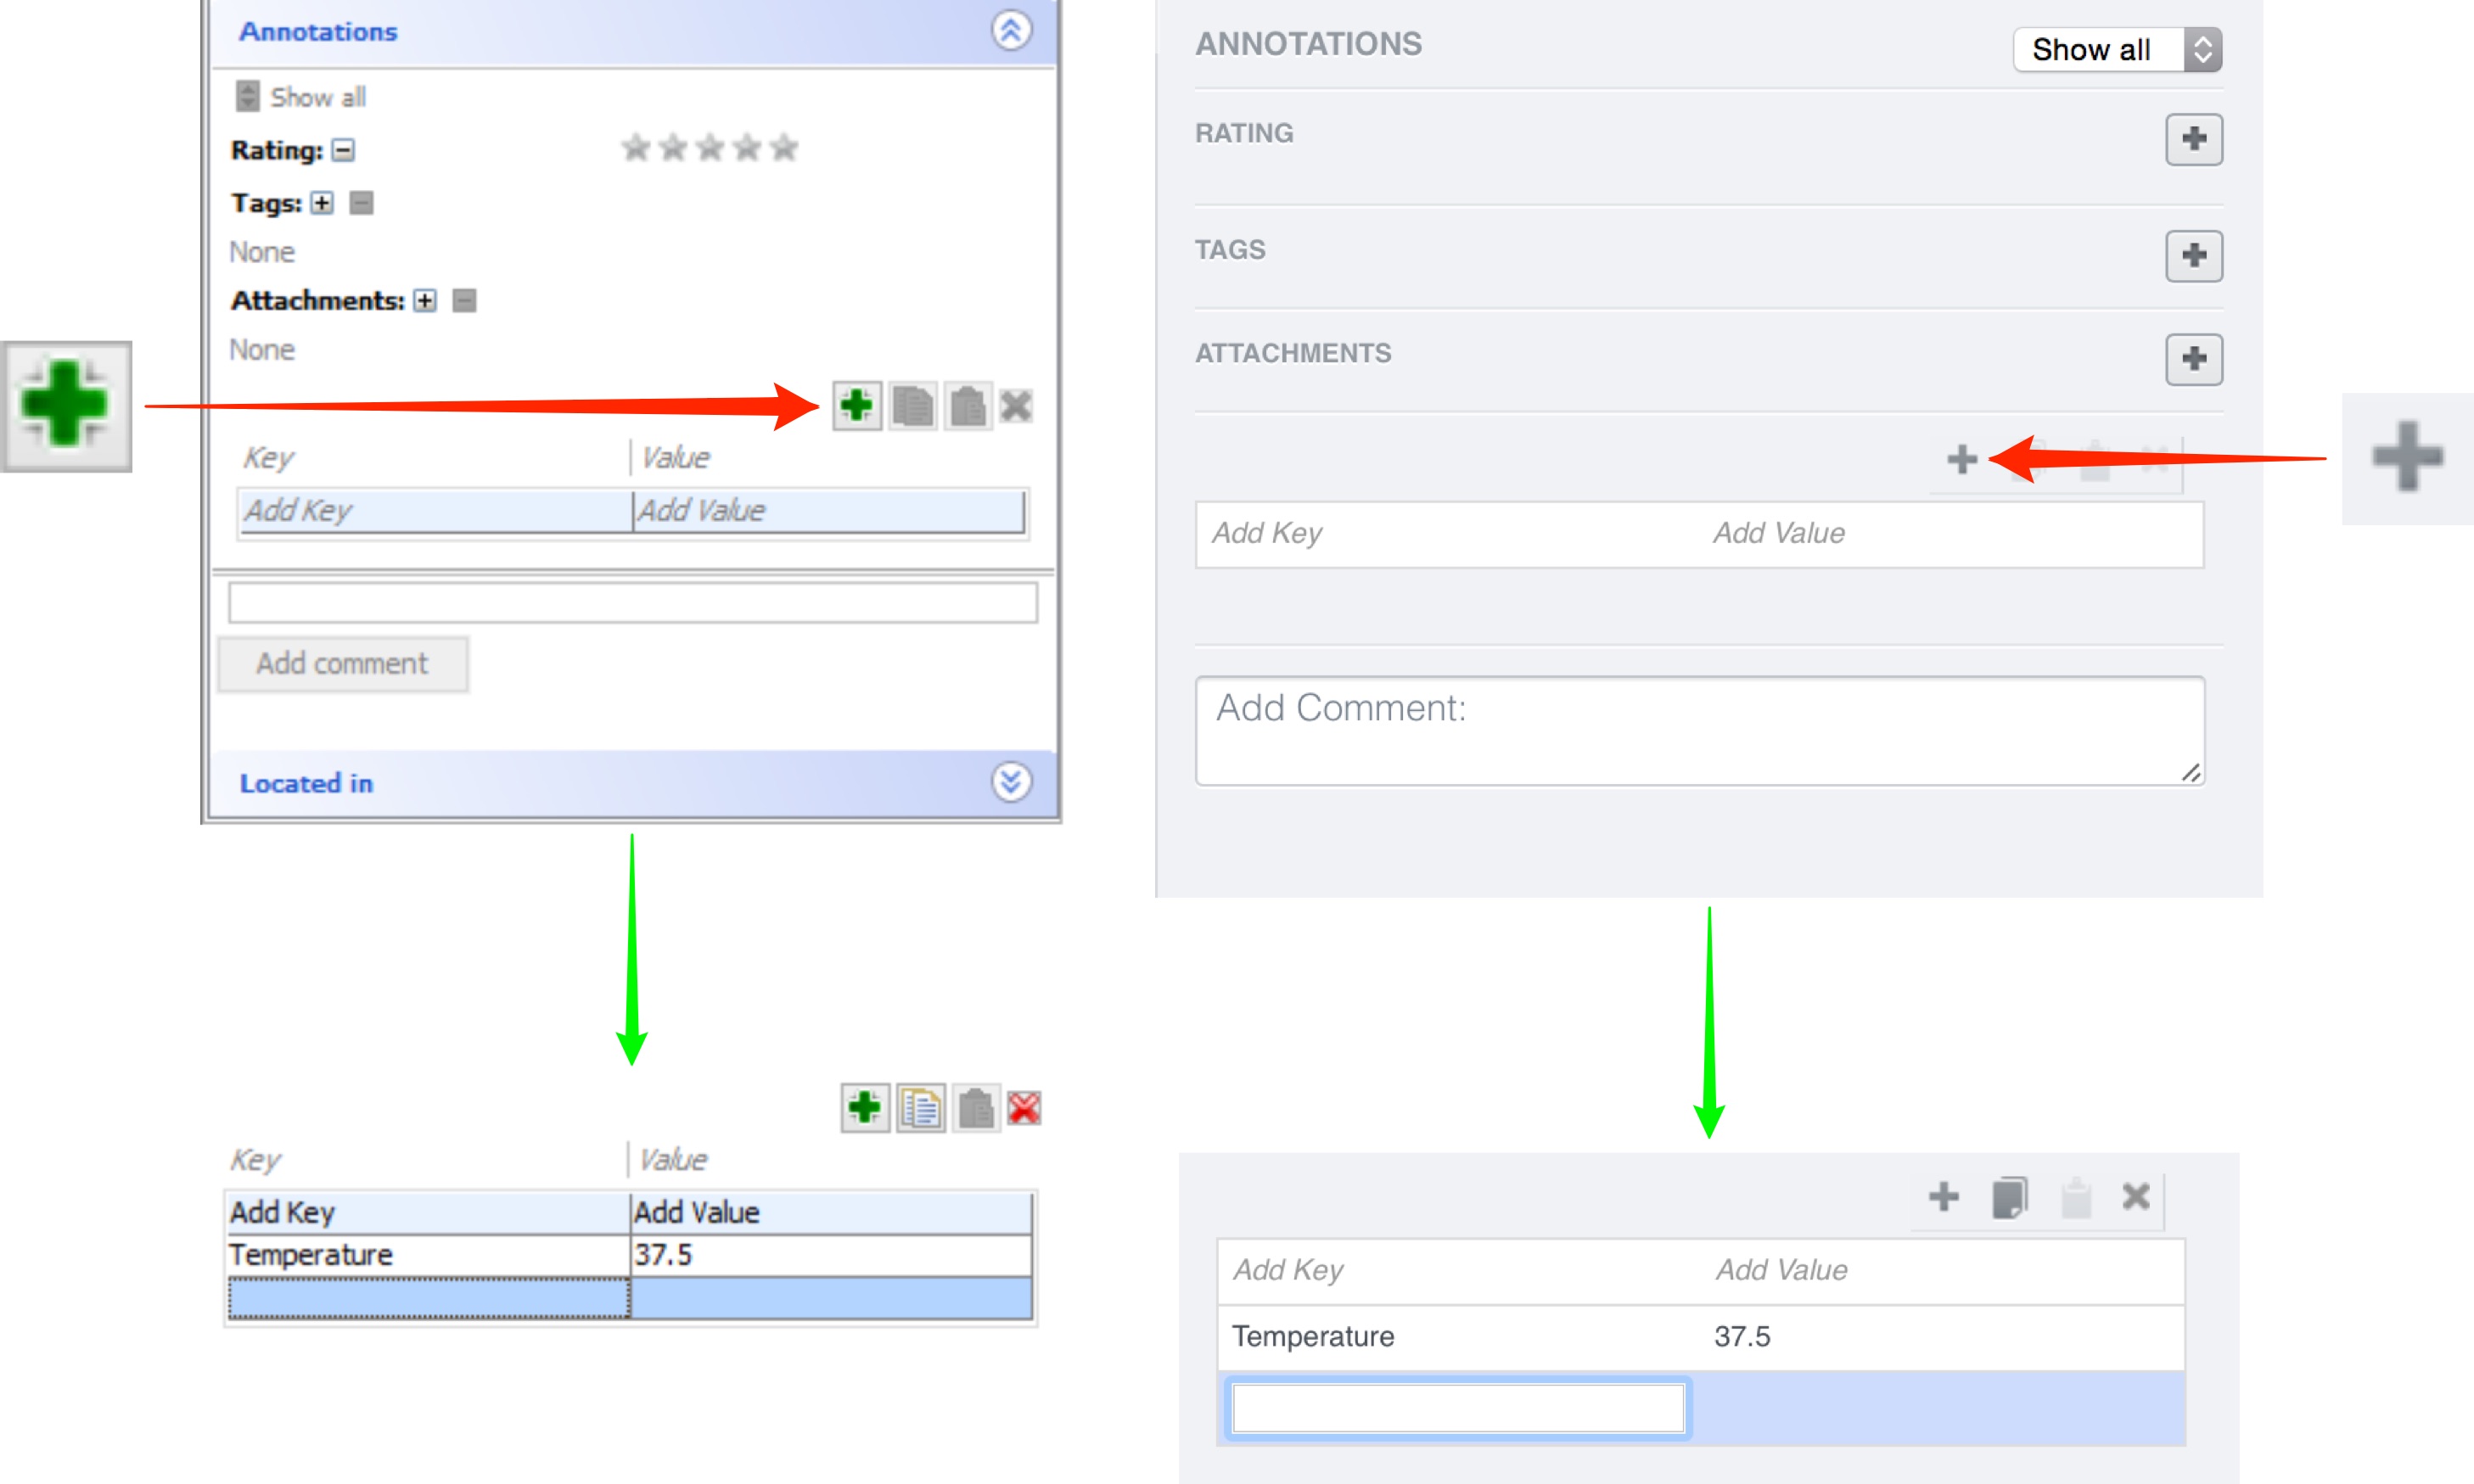 Annotations
Show all
Rating:
Tags:
None
Attachments:
None
Key Value
Add Key Add Value
Add comment
Located in
ANNOTATIONS Show all
RATING
TAGS
ATTACHMENTS
Add Key Add Value
Add Comment:
Key Value
Add Key Add Value
Temperature 37.5
Add Key Add Value
Temperature 37.5